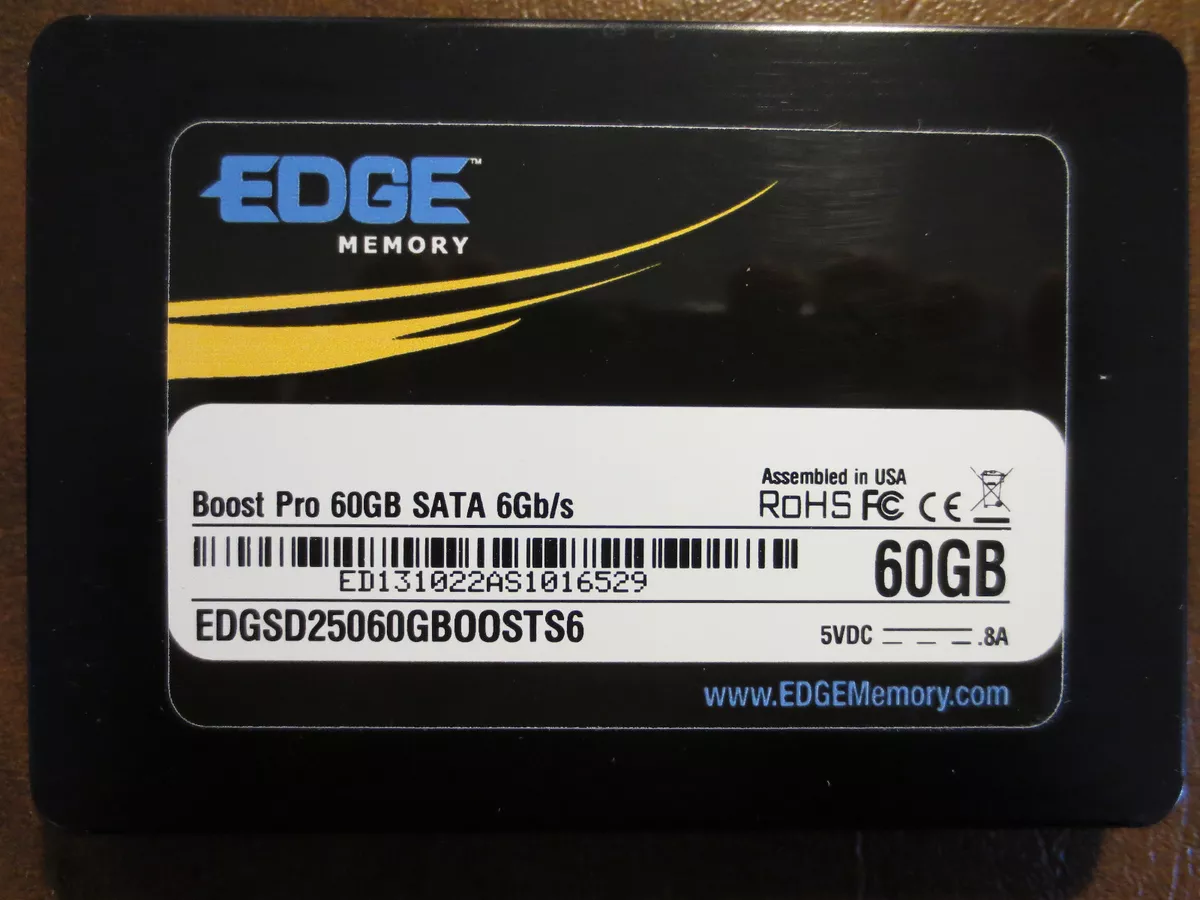 EDGE™
MEMORY
Assembled in USA
RoHS FC CE
Boost Pro 60GB SATA 6Gb/s
ED131022AS1016529
60GB
EDGSD25060GBOOSTS6
5VDC .8A
www.EDGEMemory.com